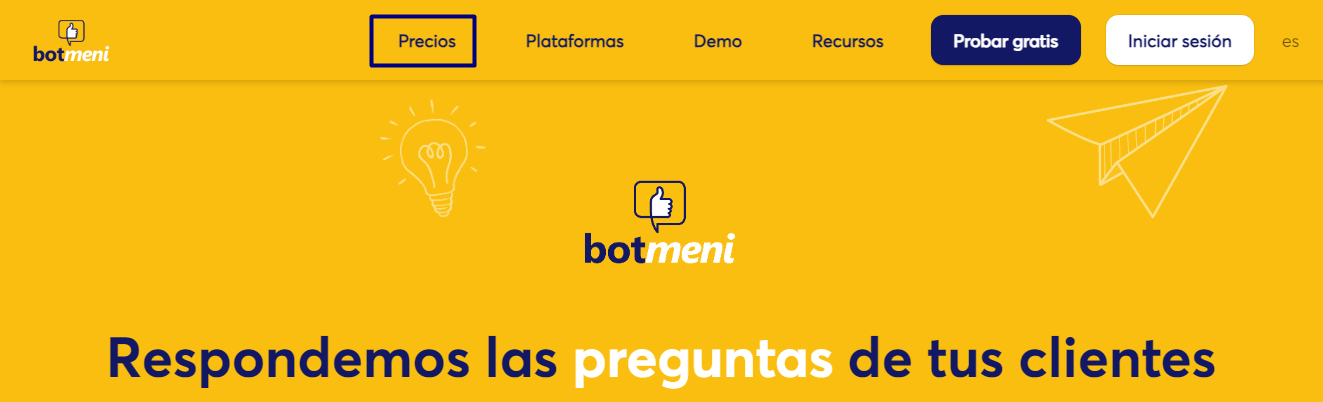 botmeni
Precios
Plataformas
Demo
Recursos
Probar gratis
Iniciar sesión
es
botmeni
Respondemos las preguntas de tus clientes